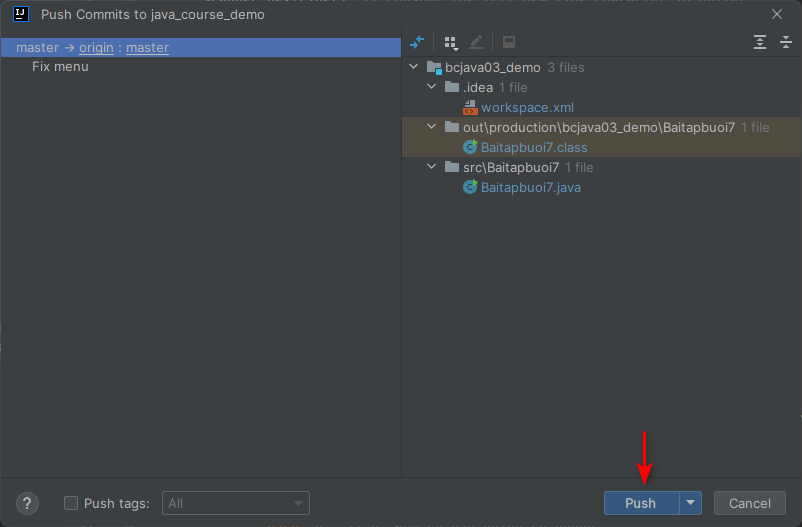 Push Commits to java_course_demo
master → origin : master
Fix menu
bcjava03_demo 3 files
.idea 1 file
workspace.xml
out\production\bcjava03_demo\Baitapbuoi7 1 file
Baitapbuoi7.class
src\Baitapbuoi7 1 file
Baitapbuoi7.java
? Push tags: All Push Cancel